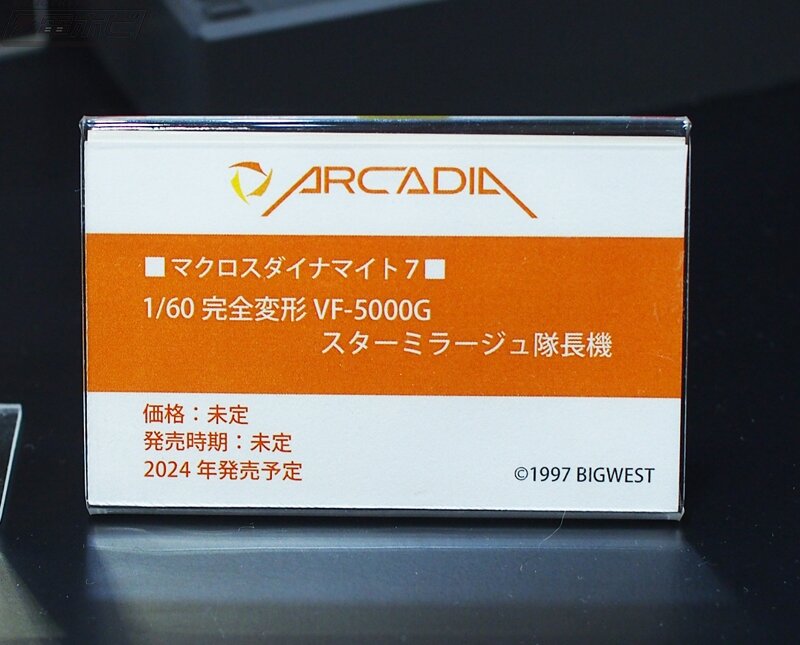 ARCADIA
■マクロスダイナマイト7■
1/60 完全変形 VF-5000G
スターミラージュ隊長機
価格：未定
発売時期：未定
2024 年発売予定
©1997 BIGWEST